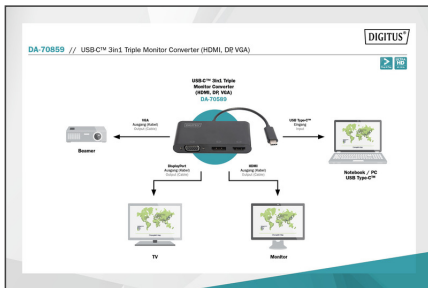 DIGITUS®
DA-70859 // USB-C™ 3in1 Triple Monitor Converter (HDMI, DP, VGA)
USB-C™ 3in1 Triple
Monitor Converter
(HDMI, DP, VGA)
DA-70589
VGA
Ausgang (Kabel)
Output (Cable)
USB Type-C™
Eingang
Input
Beamer
DIGITUS
DisplayPort
Ausgang (Kabel)
Output (Cable)
HDMI
Ausgang (Kabel)
Output (Cable)
Notebook / PC
USB Type-C™
TV
Monitor